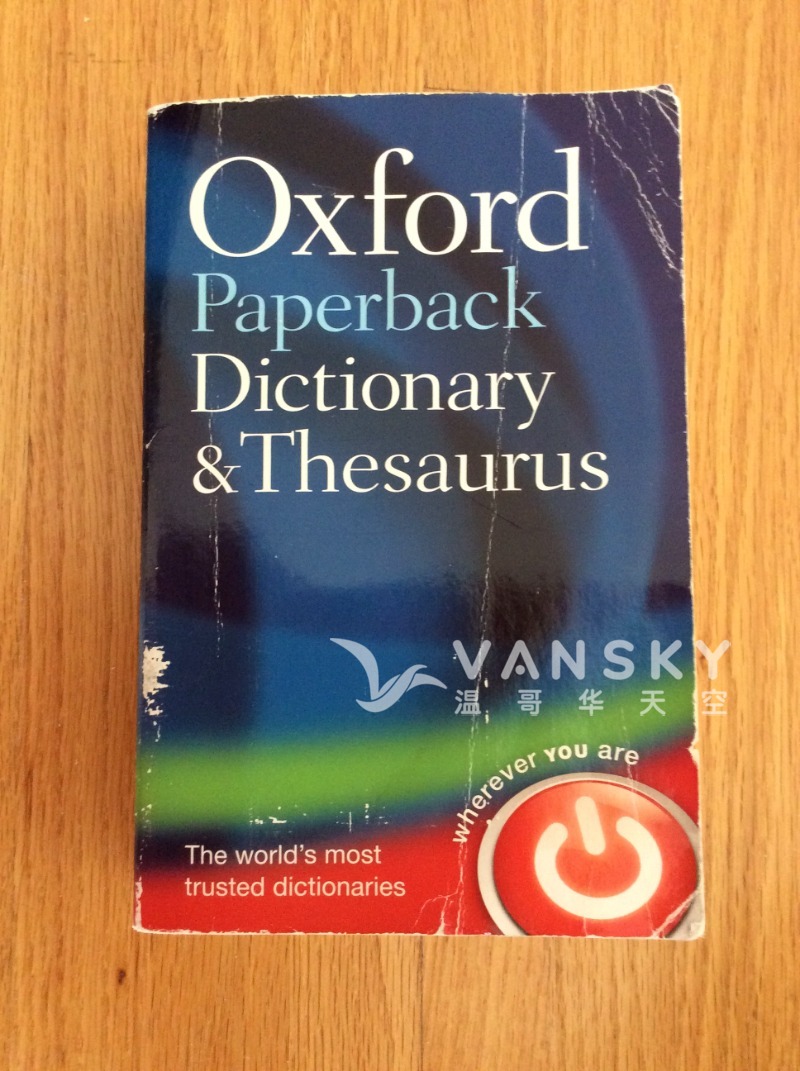 Oxford
Paperback
Dictionary
& Thesaurus
VANSKY
温哥华天空
wherever YOU are
The world's most
trusted dictionaries